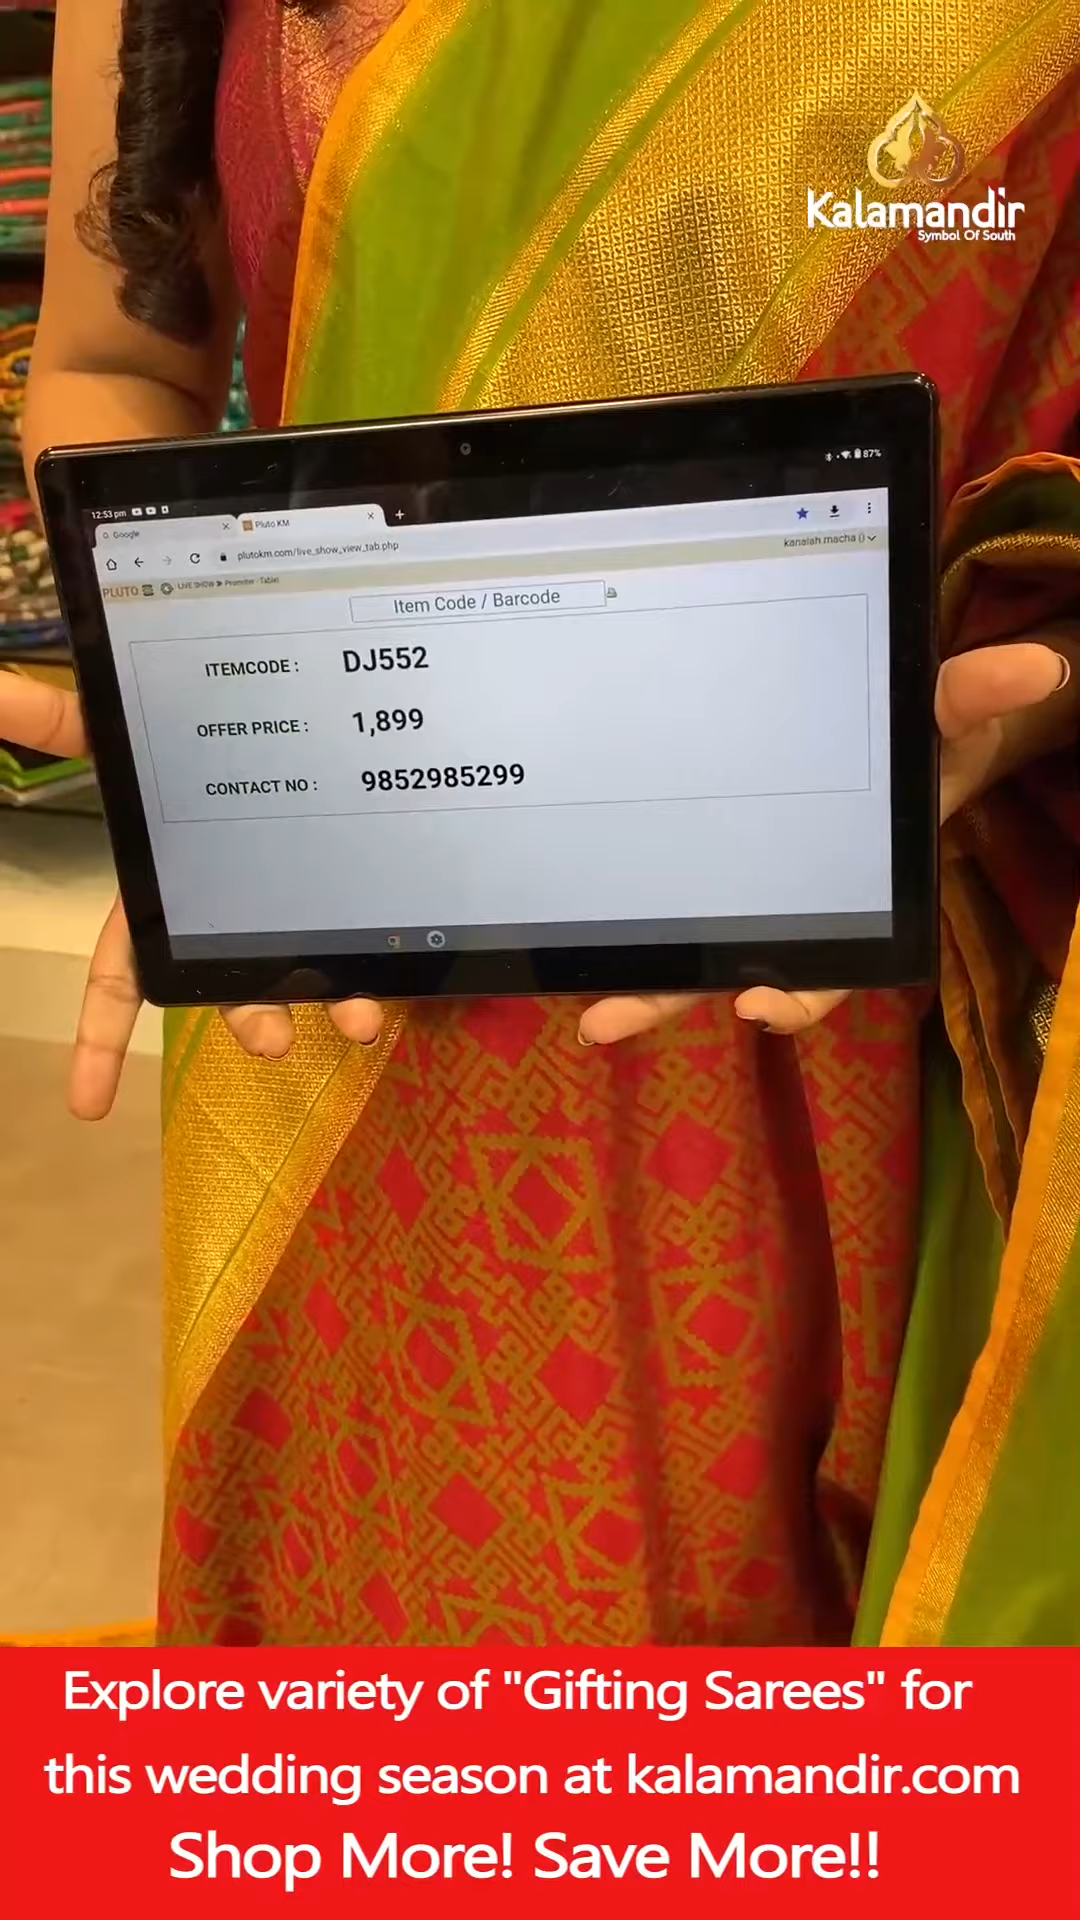 Kalamandir
Symbol Of South
12:53 pm
87%
Google
Pluto KM
plutokm.com/live_show_view_tab.php
kanaiah macha ()
PLUTO
LIVE SHOW » Promoter - Tablet
Item Code / Barcode
ITEMCODE : DJ552
OFFER PRICE : 1,899
CONTACT NO : 9852985299
Explore variety of "Gifting Sarees" for
this wedding season at kalamandir.com
Shop More! Save More!!